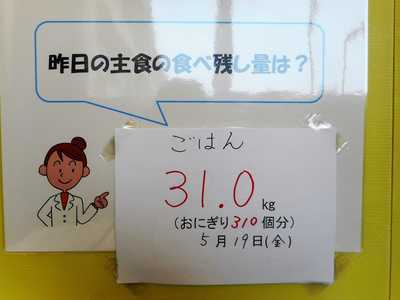 昨日の主食の食べ残し量は？
ごはん
31.0 kg
(おにぎり310個分)
5月19日(金)